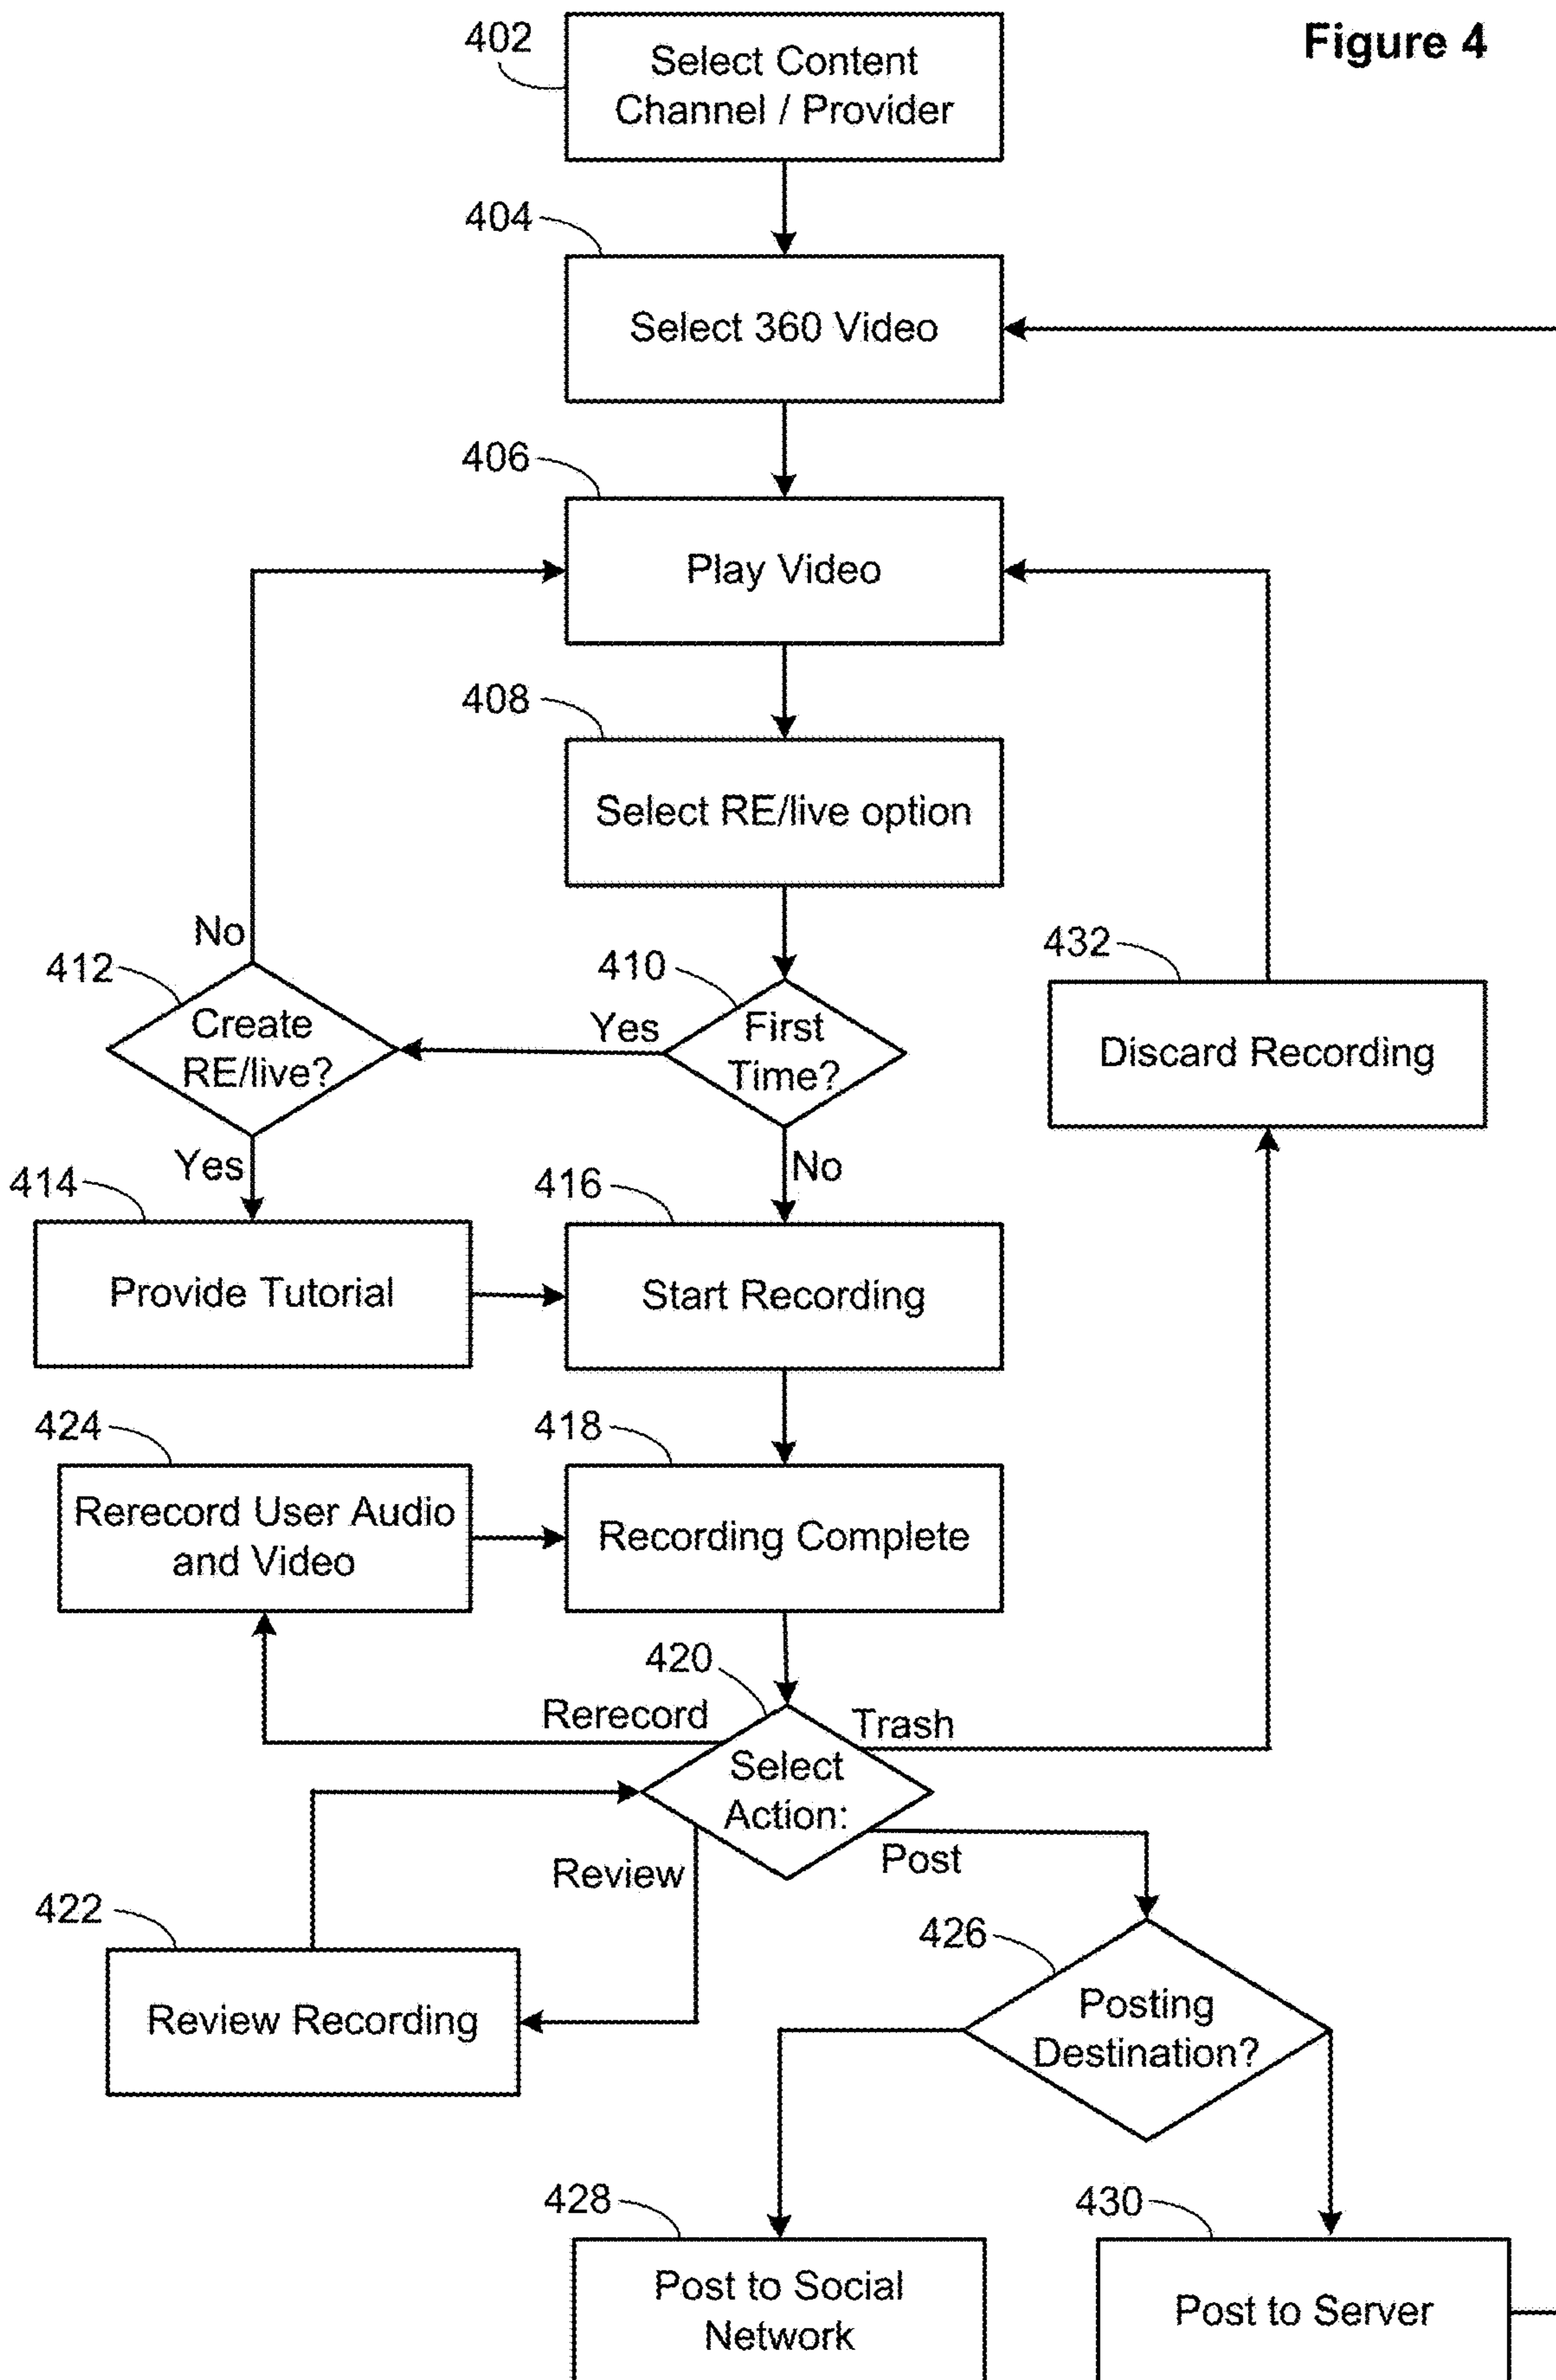 Figure 4
402
Select Content
Channel / Provider
404
Select 360 Video
406
Play Video
408
Select RE/live option
No
412
Create
RE/live?
Yes
410
First
Time?
432
Discard Recording
Yes
No
414
Provide Tutorial
416
Start Recording
424
Rerecord User Audio
and Video
418
Recording Complete
420
Rerecord
Trash
Select
Action:
Review
Post
422
Review Recording
426
Posting
Destination?
428
Post to Social
Network
430
Post to Server